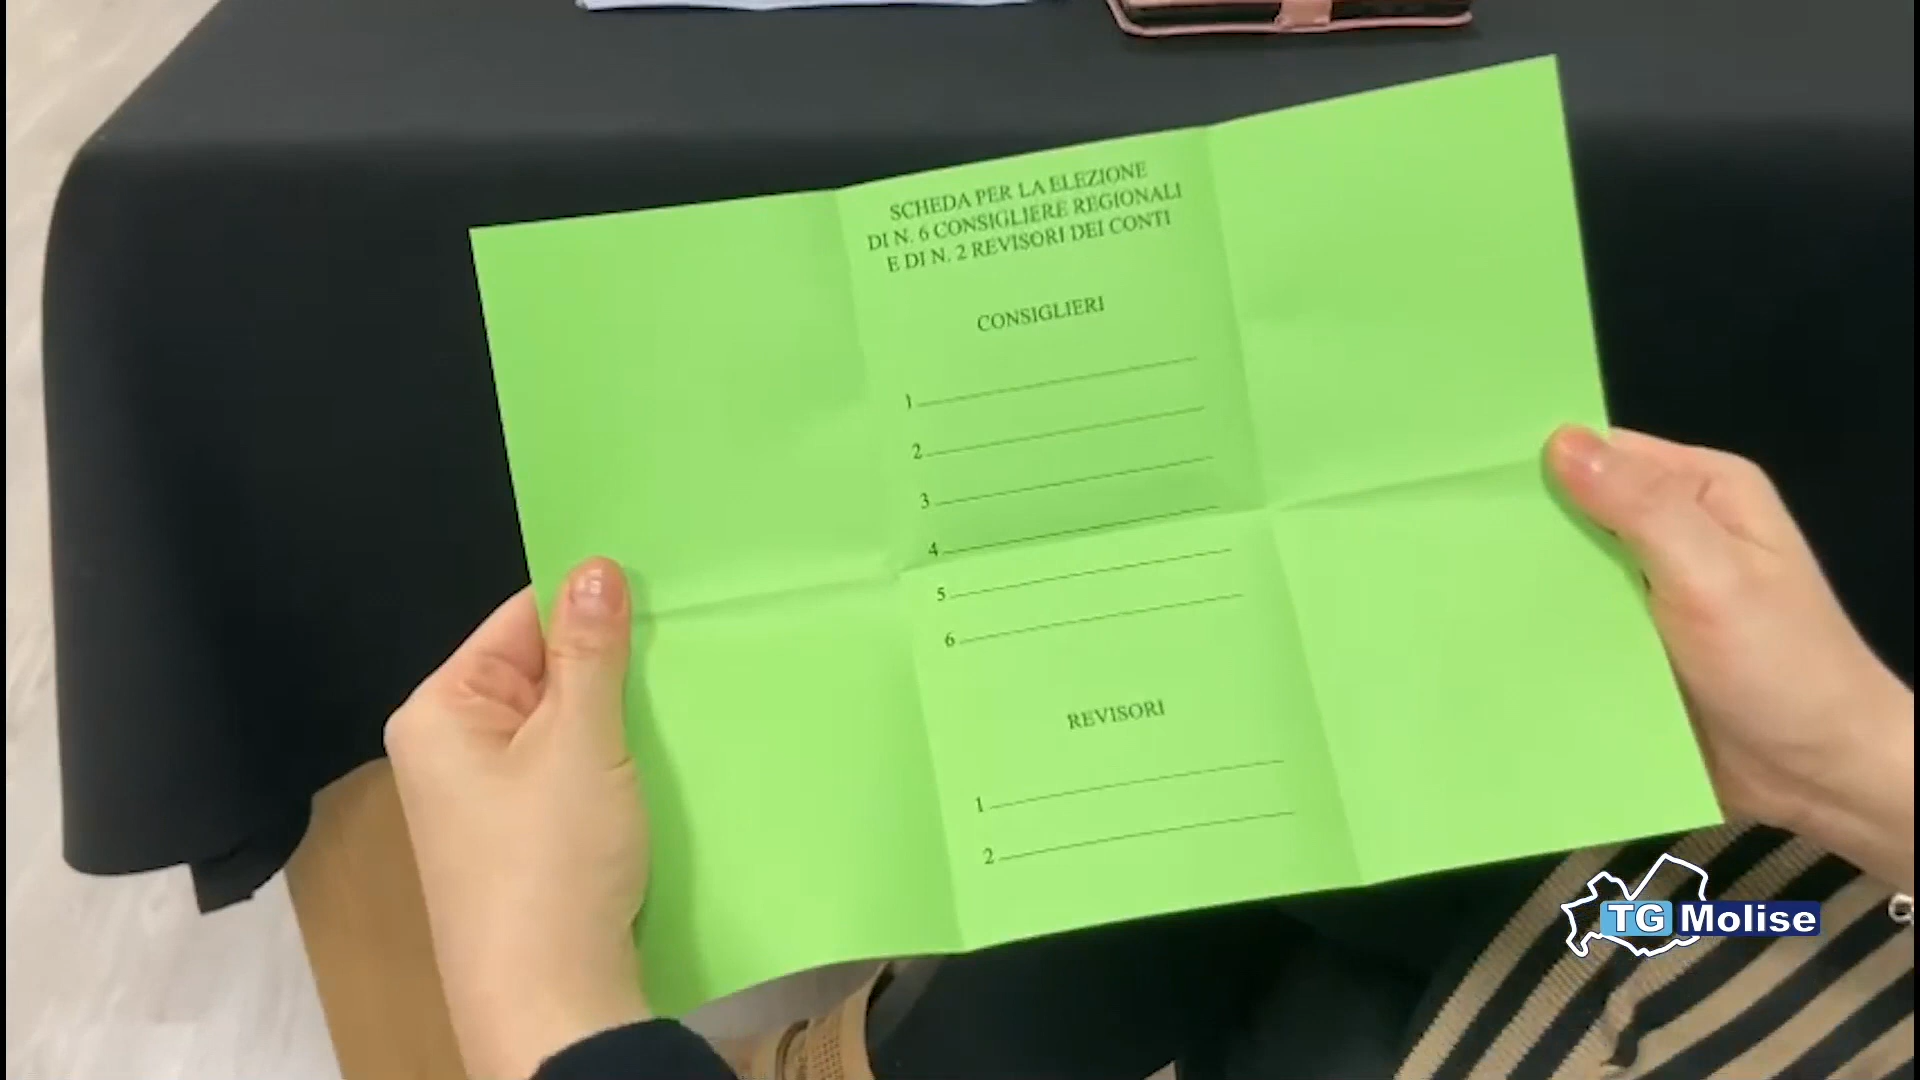 SCHEDA PER LA ELEZIONE
DI N. 6 CONSIGLIERE REGIONALI
E DI N. 2 REVISORI DEI CONTI
CONSIGLIERI
1
2
3
4
5
6
REVISORI
1
2
TG Molise